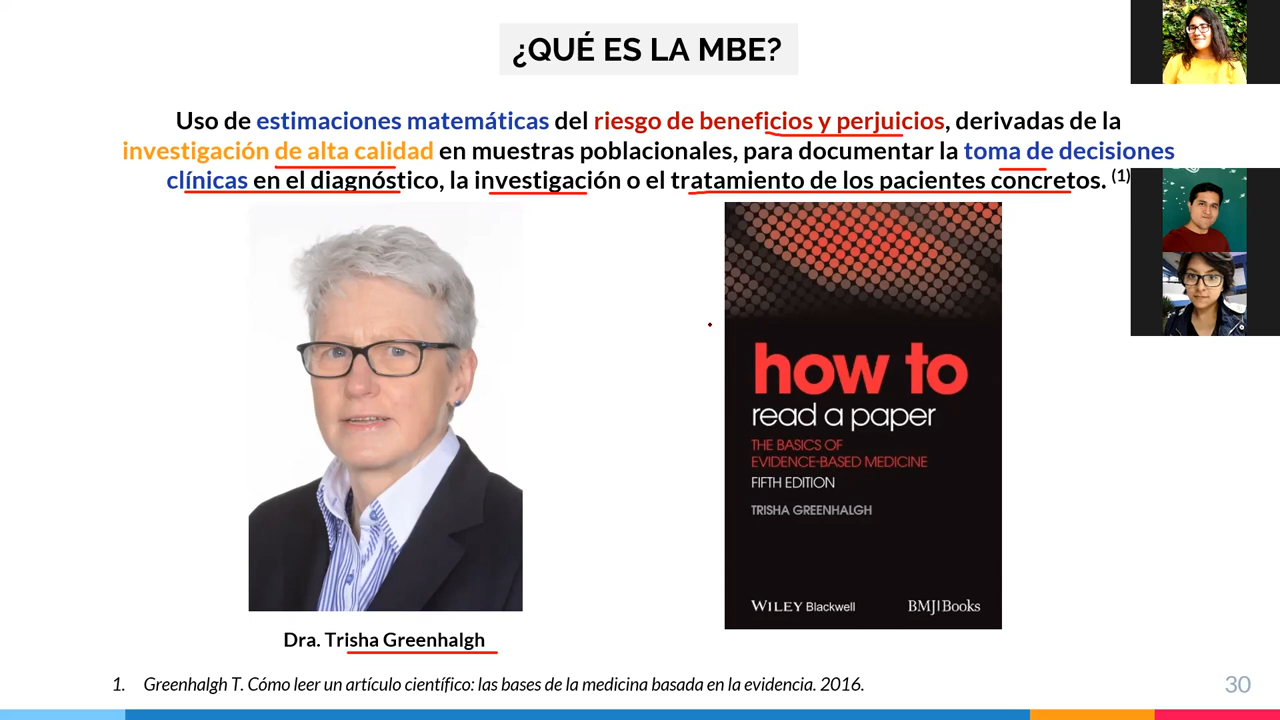 ¿QUÉ ES LA MBE?
Uso de estimaciones matemáticas del riesgo de beneficios y perjuicios, derivadas de la
investigación de alta calidad en muestras poblacionales, para documentar la toma de decisiones
clínicas en el diagnóstico, la investigación o el tratamiento de los pacientes concretos. (1)
how to
read a paper
THE BASICS OF
EVIDENCE-BASED MEDICINE
FIFTH EDITION
TRISHA GREENHALGH
WILEY Blackwell
BMJ|Books
Dra. Trisha Greenhalgh
1. Greenhalgh T. Cómo leer un artículo científico: las bases de la medicina basada en la evidencia. 2016.
30